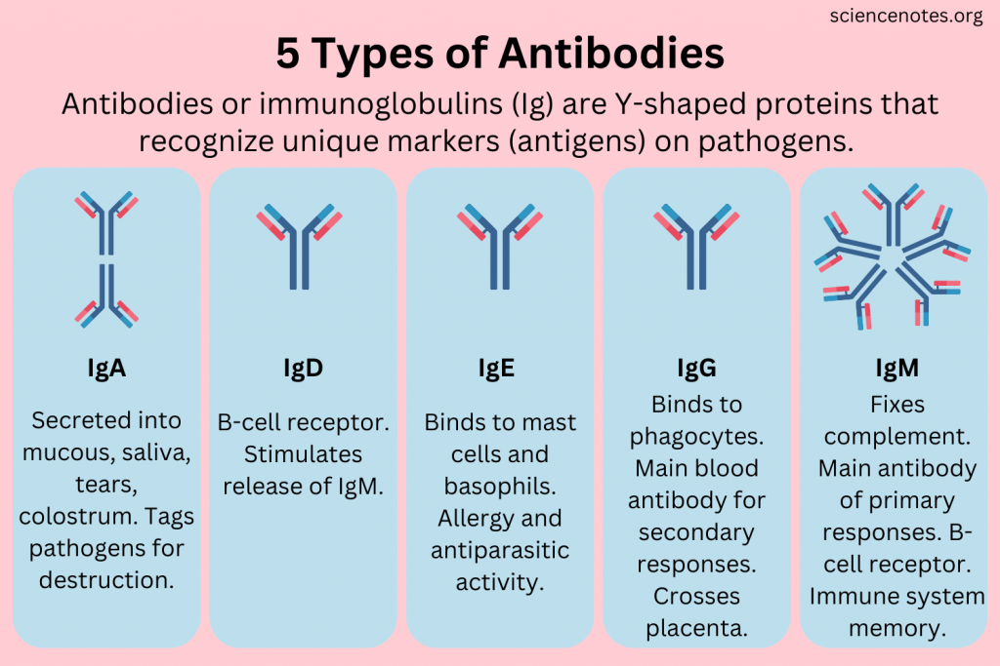 sciencenotes.org
5 Types of Antibodies
Antibodies or immunoglobulins (Ig) are Y-shaped proteins that
recognize unique markers (antigens) on pathogens.
IgA
Secreted into
mucous, saliva,
tears,
colostrum. Tags
pathogens for
destruction.
IgD
B-cell receptor.
Stimulates
release of IgM.
IgE
Binds to mast
cells and
basophils.
Allergy and
antiparasitic
activity.
IgG
Binds to
phagocytes.
Main blood
antibody for
secondary
responses.
Crosses
placenta.
IgM
Fixes
complement.
Main antibody
of primary
responses. B-
cell receptor.
Immune system
memory.